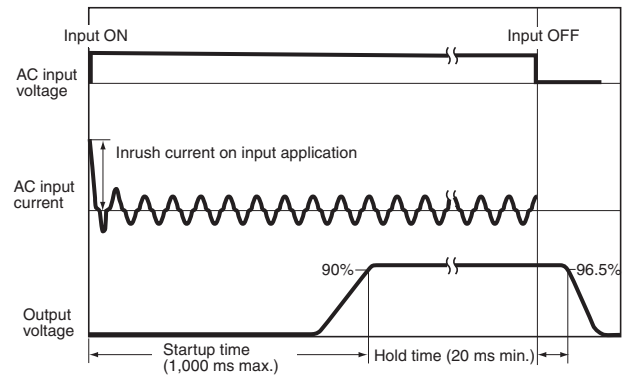 Input ON
Input OFF
AC input
voltage
Inrush current on input application
AC input
current
90%
96.5%
Output
voltage
Startup time
(1,000 ms max.)
Hold time (20 ms min.)